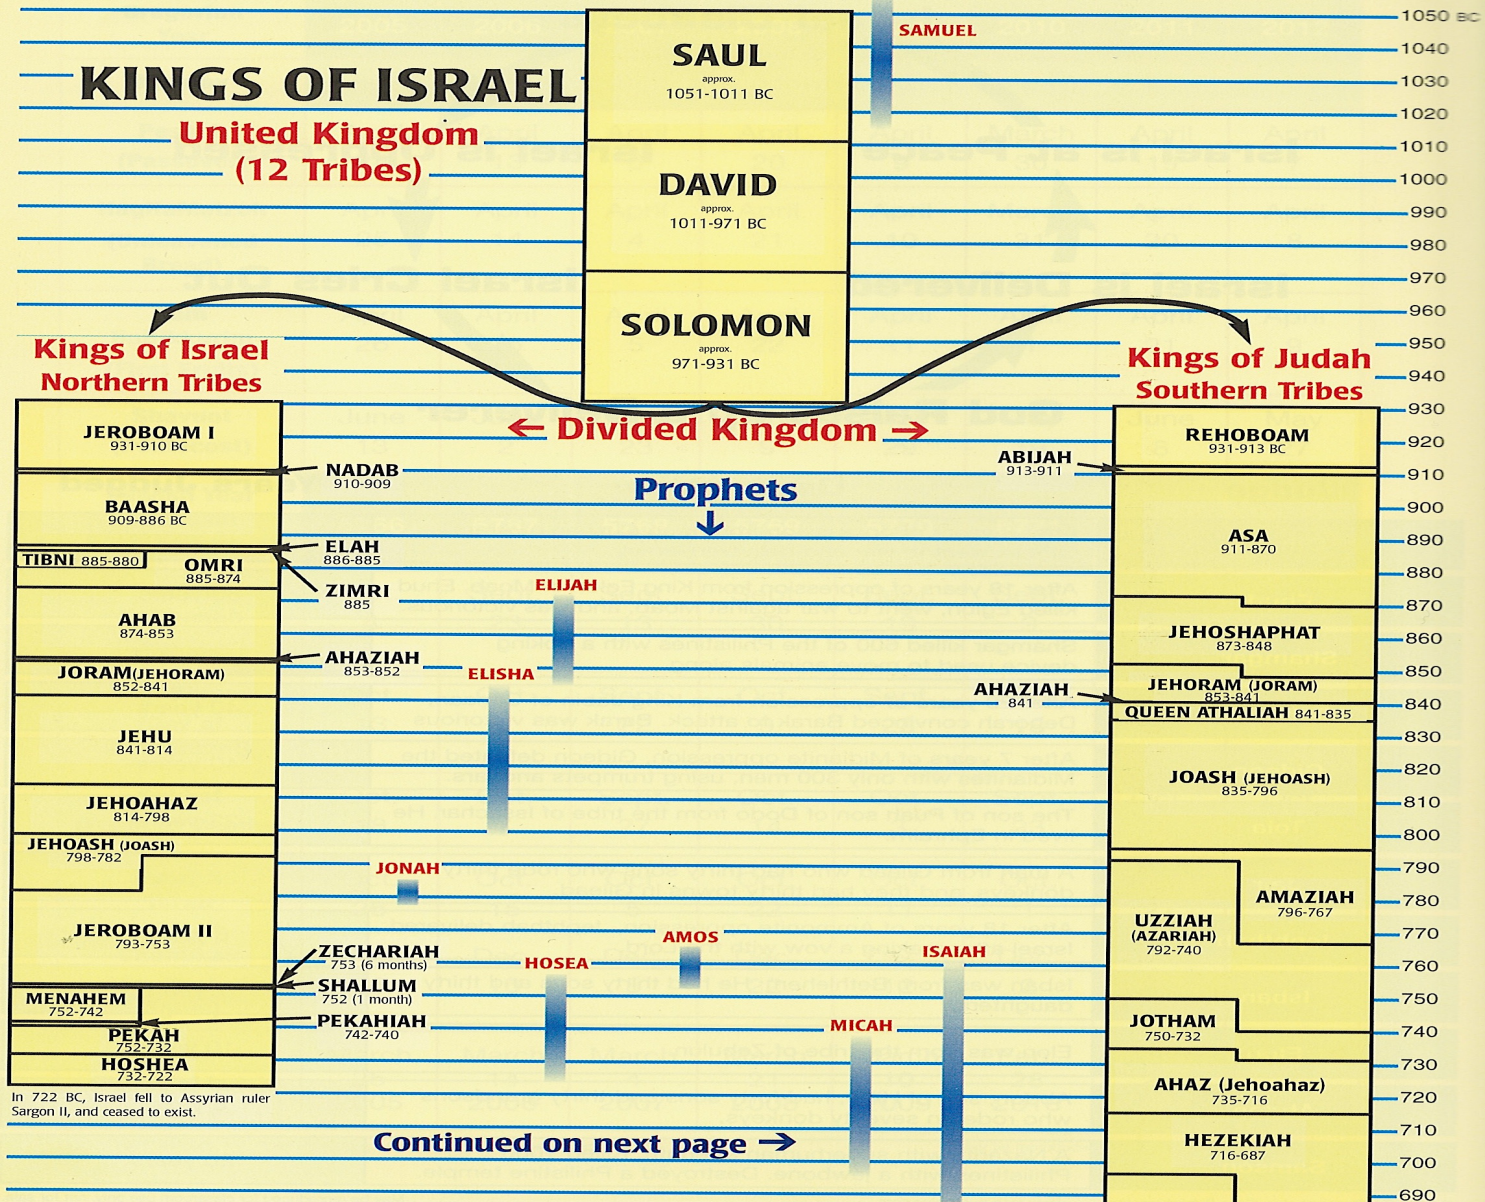 KINGS OF ISRAEL
United Kingdom
(12 Tribes)
SAUL
approx.
1051-1011 BC
SAMUEL
DAVID
approx.
1011-971 BC
SOLOMON
approx.
971-931 BC
Kings of Israel
Northern Tribes
Kings of Judah
Southern Tribes
← Divided Kingdom →
Prophets
↓
JEROBOAM I
931-910 BC
NADAB
910-909
BAASHA
909-886 BC
ELAH
886-885
TIBNI 885-880
OMRI
885-874
ZIMRI
885
AHAB
874-853
AHAZIAH
853-852
JORAM(JEHORAM)
852-841
JEHU
841-814
JEHOAHAZ
814-798
JEHOASH (JOASH)
798-782
JEROBOAM II
793-753
ZECHARIAH
753 (6 months)
SHALLUM
752 (1 month)
MENAHEM
752-742
PEKAHIAH
742-740
PEKAH
752-732
HOSHEA
732-722
In 722 BC, Israel fell to Assyrian ruler
Sargon II, and ceased to exist.
ELIJAH
ELISHA
JONAH
AMOS
HOSEA
ISAIAH
MICAH
Continued on next page →
REHOBOAM
931-913 BC
ABIJAH
913-911
ASA
911-870
JEHOSHAPHAT
873-848
JEHORAM (JORAM)
853-841
AHAZIAH
841
QUEEN ATHALIAH 841-835
JOASH (JEHOASH)
835-796
AMAZIAH
796-767
UZZIAH
(AZARIAH)
792-740
JOTHAM
750-732
AHAZ (Jehoahaz)
735-716
HEZEKIAH
716-687
1050 BC
1040
1030
1020
1010
1000
990
980
970
960
950
940
930
920
910
900
890
880
870
860
850
840
830
820
810
800
790
780
770
760
750
740
730
720
710
700
690